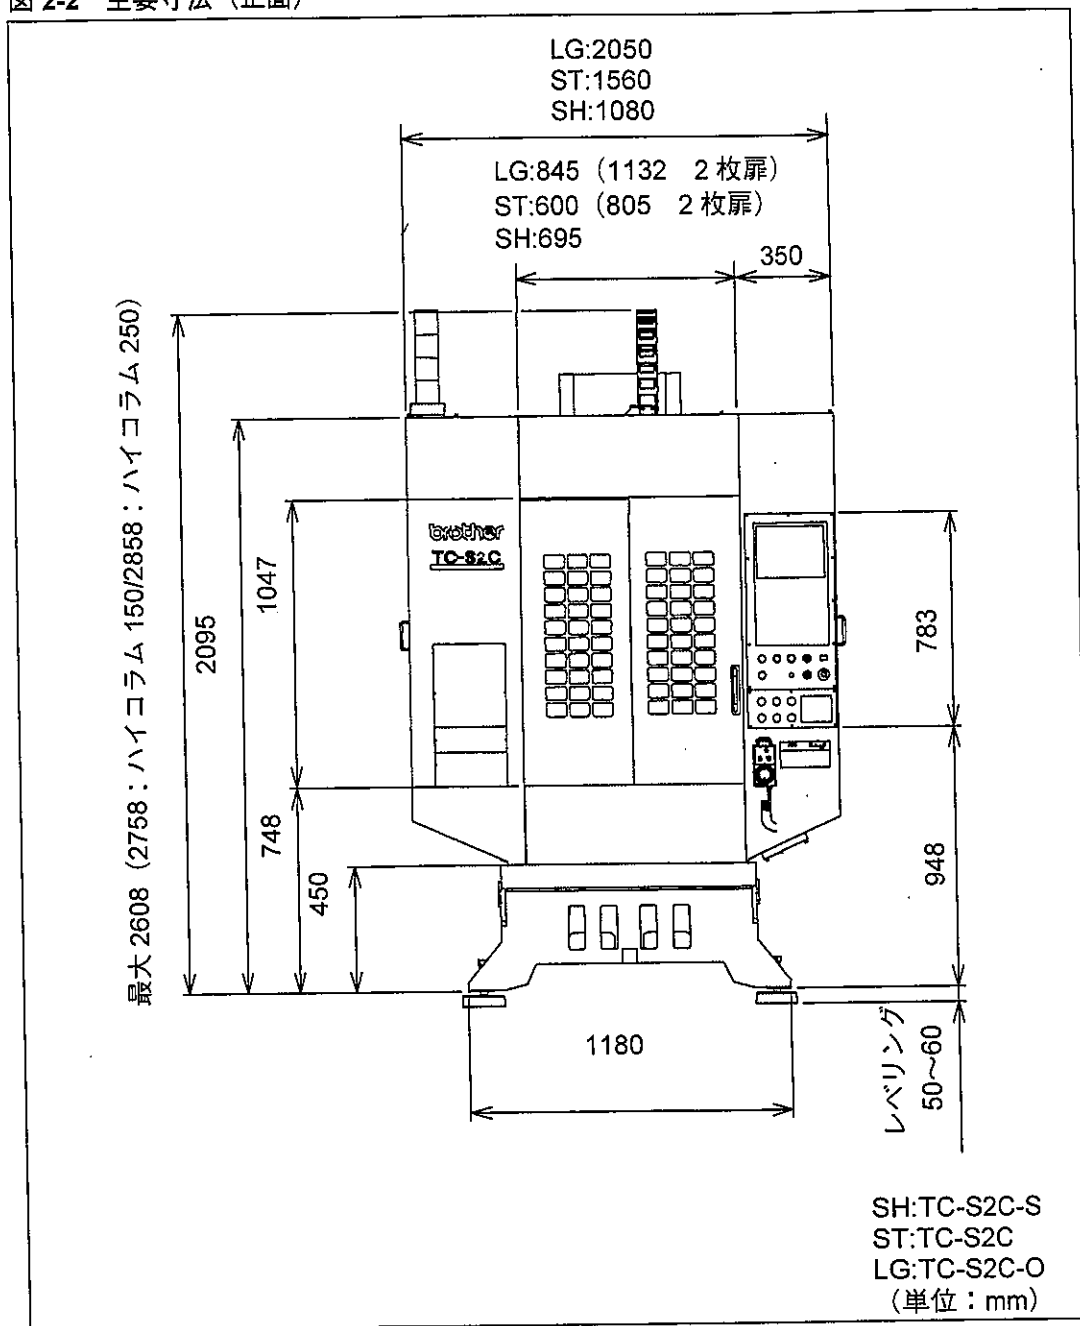 図 2-2 主要寸法（正面）
LG:2050
ST:1560
SH:1080
LG:845（1132 2枚扉）
ST:600（805 2枚扉）
SH:695
350
最大 2608（2758：ハイコラム 150/2858：ハイコラム 250）
2095
1047
748
450
brother
TC-S2C
783
948
1180
レベリング
50～60
SH:TC-S2C-S
ST:TC-S2C
LG:TC-S2C-O
（単位：mm）